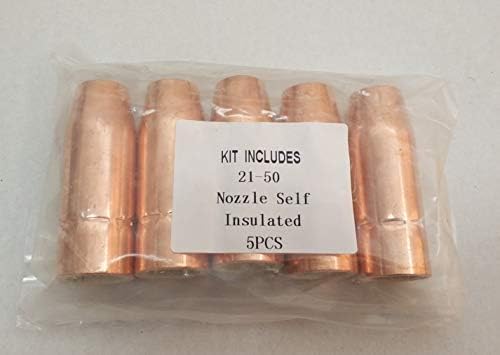 KIT INCLUDES
21-50
Nozzle Self
Insulated
5PCS